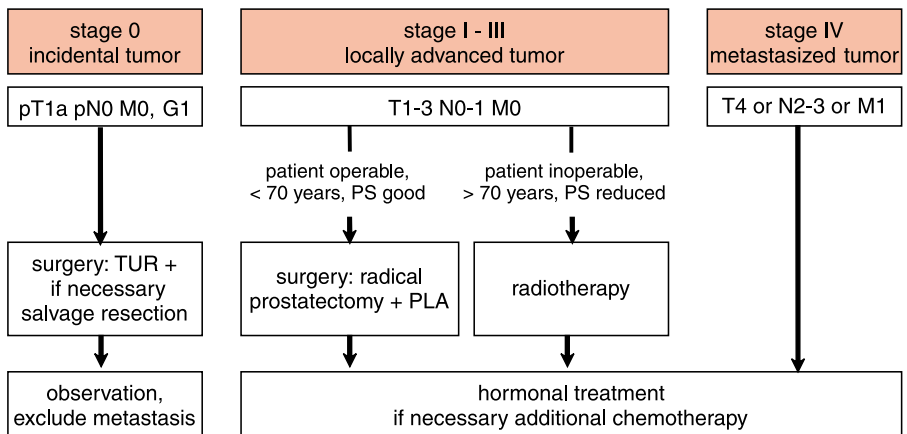 stage 0
incidental tumor
stage I - III
locally advanced tumor
stage IV
metastasized tumor
pT1a pN0 M0, G1
T1-3 N0-1 M0
T4 or N2-3 or M1
patient operable,
< 70 years, PS good
patient inoperable,
> 70 years, PS reduced
surgery: TUR +
if necessary
salvage resection
surgery: radical
prostatectomy + PLA
radiotherapy
observation,
exclude metastasis
hormonal treatment
if necessary additional chemotherapy